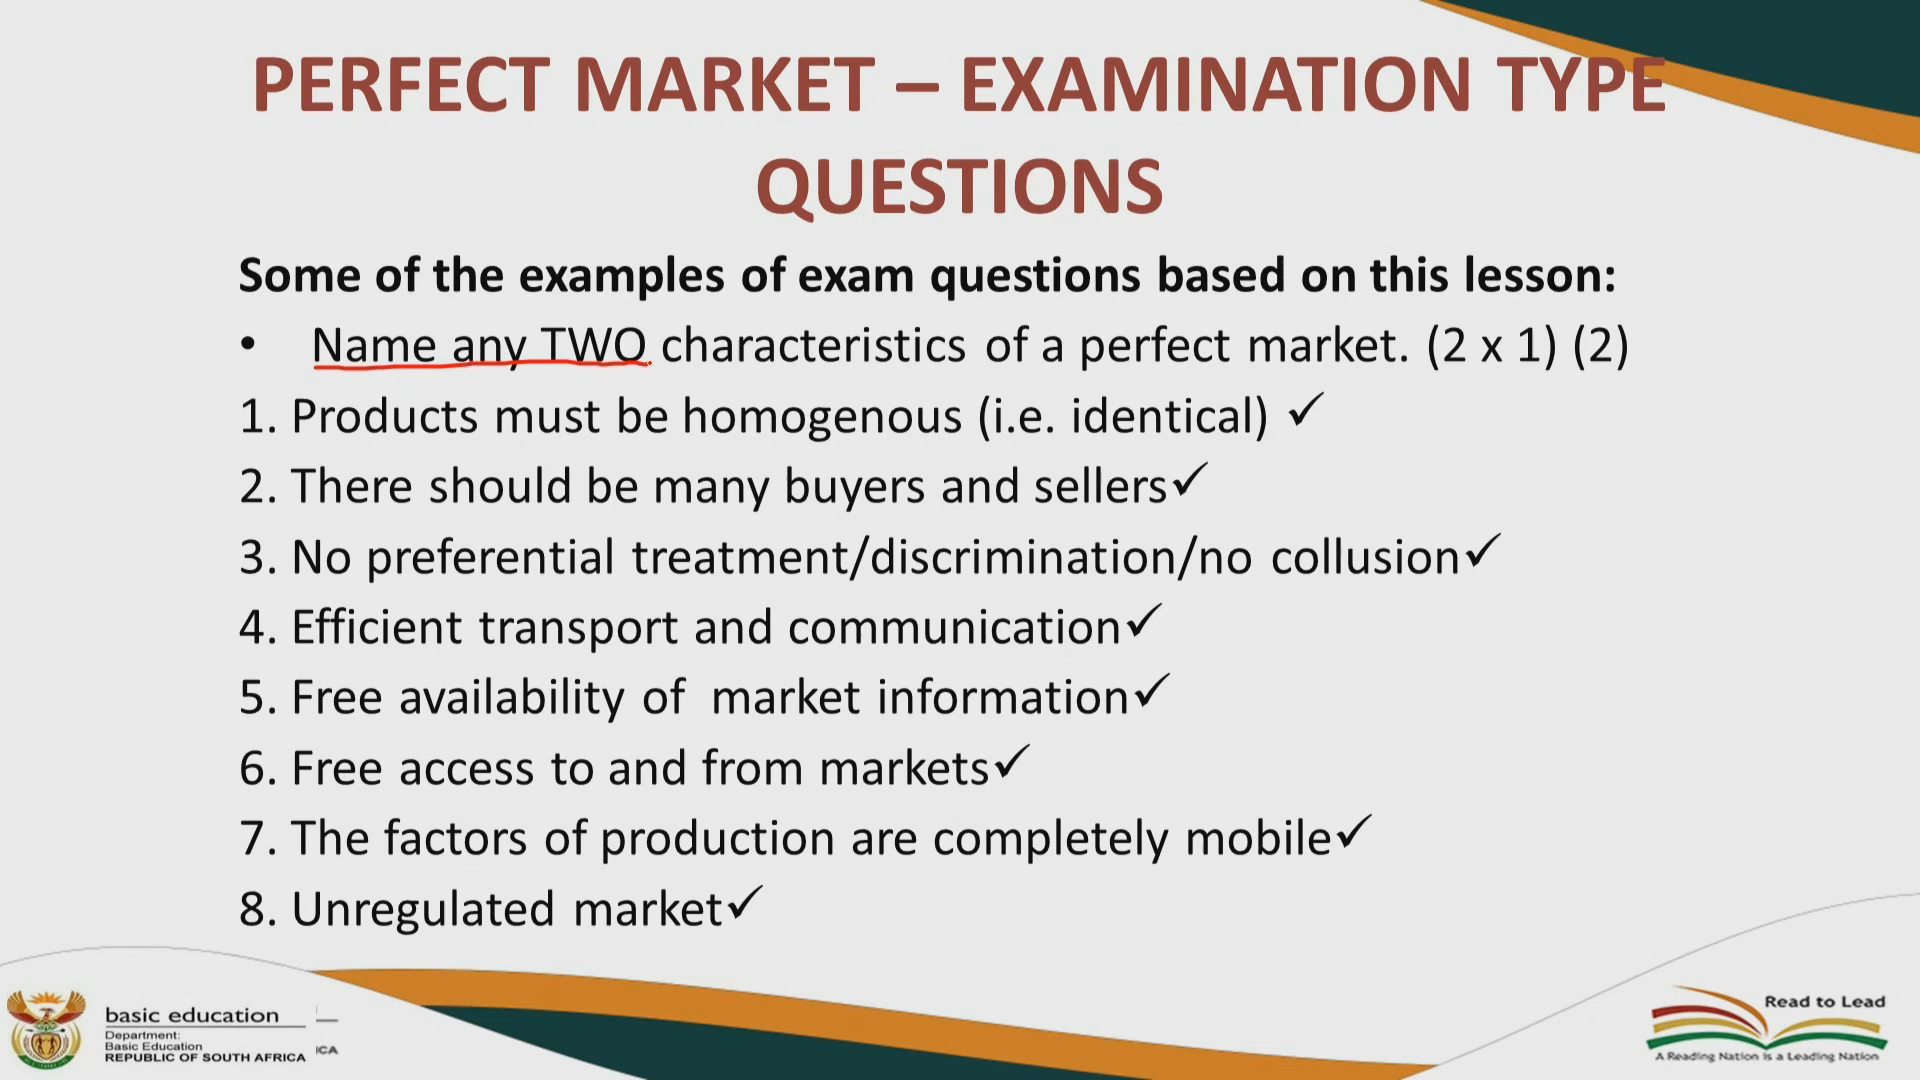 PERFECT MARKET – EXAMINATION TYPE
QUESTIONS
Some of the examples of exam questions based on this lesson:
• Name any TWO characteristics of a perfect market. (2 x 1) (2)
1. Products must be homogenous (i.e. identical) ✓
2. There should be many buyers and sellers✓
3. No preferential treatment/discrimination/no collusion✓
4. Efficient transport and communication✓
5. Free availability of market information✓
6. Free access to and from markets✓
7. The factors of production are completely mobile✓
8. Unregulated market✓
basic education
Department:
Basic Education
REPUBLIC OF SOUTH AFRICA
ICA
Read to Lead
A Reading Nation is a Leading Nation